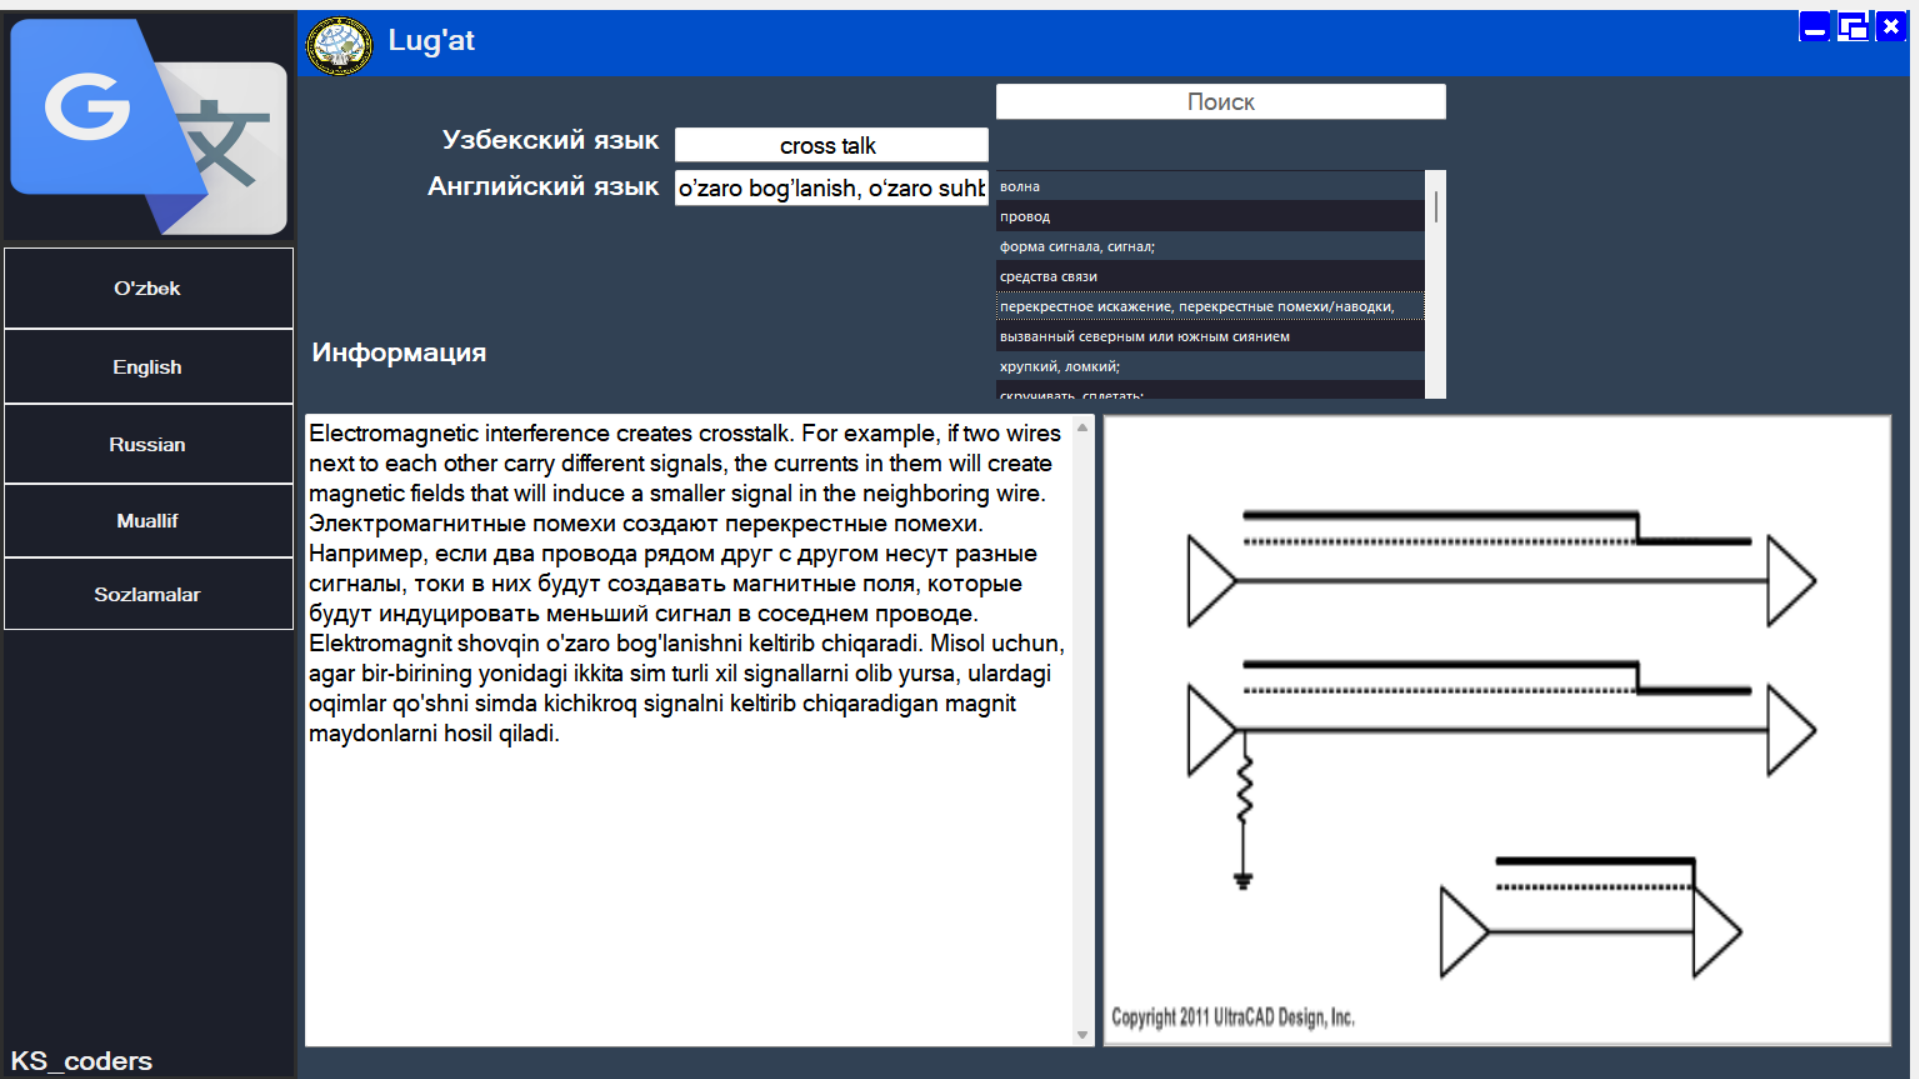 G 文
Lug'at
Поиск
Узбекский язык
cross talk
Английский язык
o’zaro bog’lanish, o‘zaro suhb
волна
провод
форма сигнала, сигнал;
средства связи
перекрестное искажение, перекрестные помехи/наводки,
вызванный северным или южным сиянием
хрупкий, ломкий;
скручивать, сплетать;
O'zbek
English
Russian
Muallif
Sozlamalar
KS_coders
Информация
Electromagnetic interference creates crosstalk. For example, if two wires
next to each other carry different signals, the currents in them will create
magnetic fields that will induce a smaller signal in the neighboring wire.
Электромагнитные помехи создают перекрестные помехи.
Например, если два провода рядом друг с другом несут разные
сигналы, токи в них будут создавать магнитные поля, которые
будут индуцировать меньший сигнал в соседнем проводе.
Elektromagnit shovqin o'zaro bog'lanishni keltirib chiqaradi. Misol uchun,
agar bir-birining yonidagi ikkita sim turli xil signallarni olib yursa, ulardagi
oqimlar qo'shni simda kichikroq signalni keltirib chiqaradigan magnit
maydonlarni hosil qiladi.
Copyright 2011 UltraCAD Design, Inc.